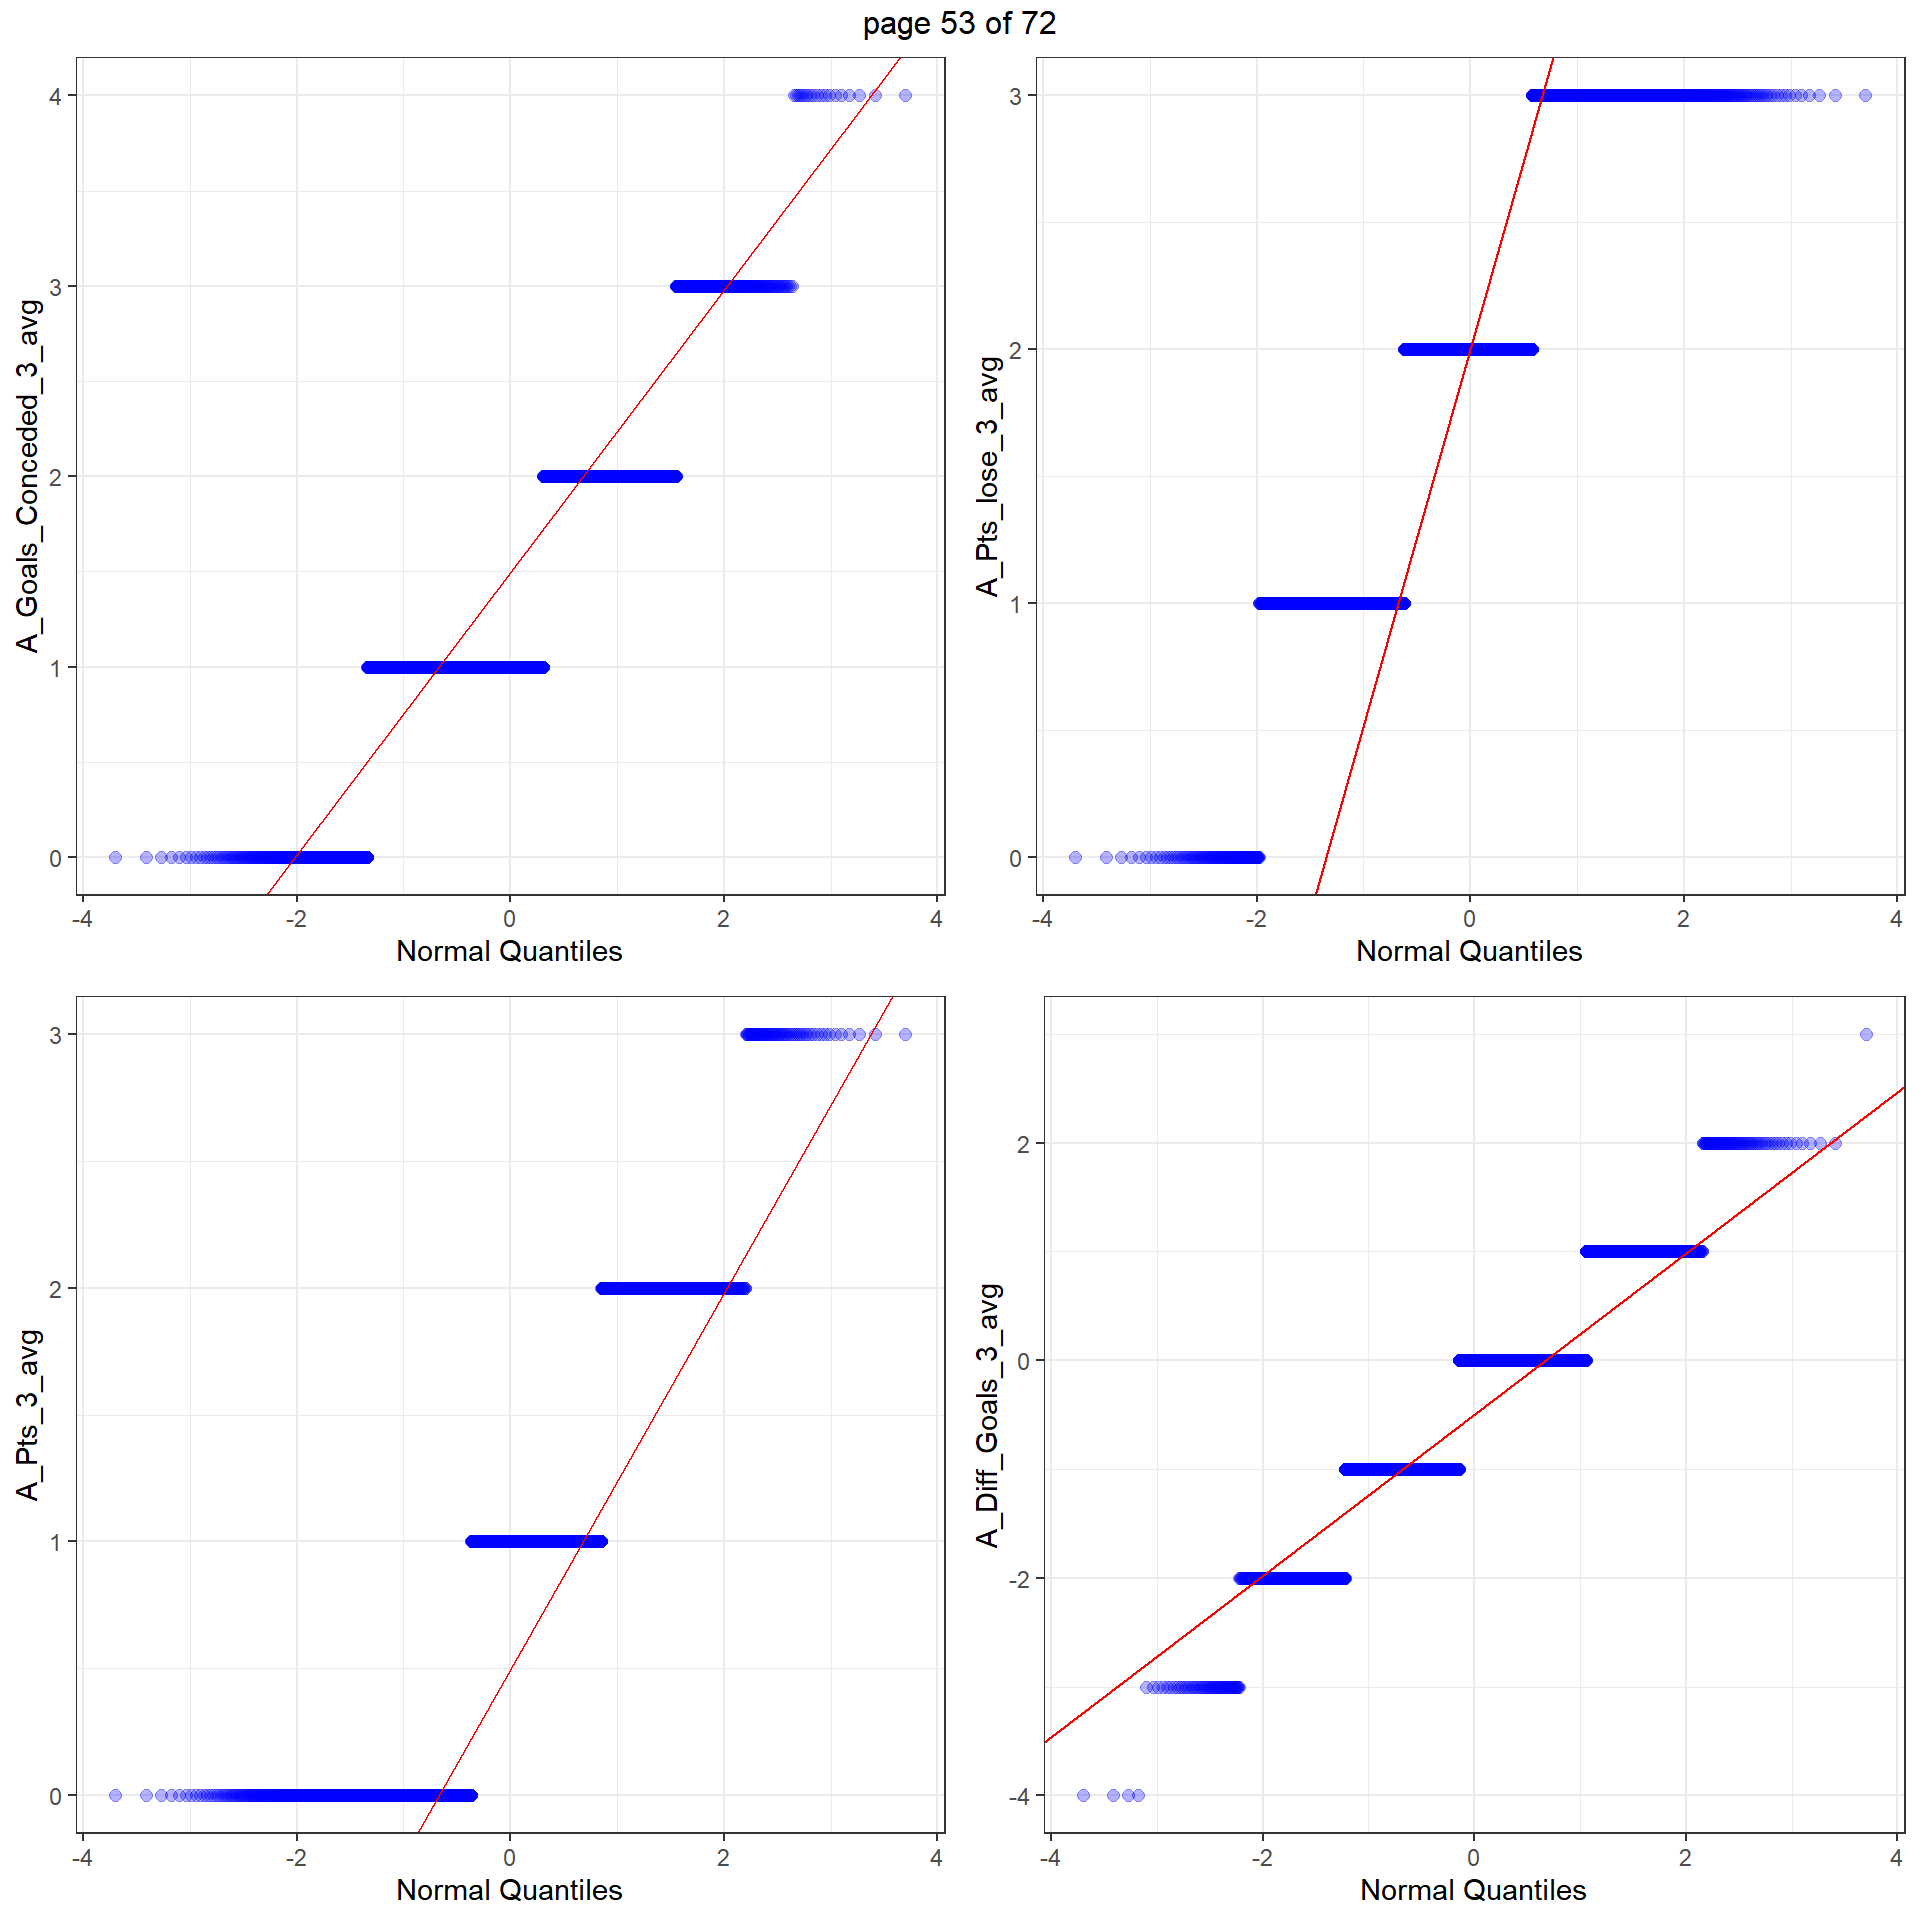 page 53 of 72
A_Goals_Conceded_3_avg
4
3
2
1
0
-4 -2 0 2 4
Normal Quantiles
A_Pts_lose_3_avg
3
2
1
0
-4 -2 0 2 4
Normal Quantiles
A_Pts_3_avg
3
2
1
0
-4 -2 0 2 4
Normal Quantiles
A_Diff_Goals_3_avg
2
0
-2
-4
-4 -2 0 2 4
Normal Quantiles